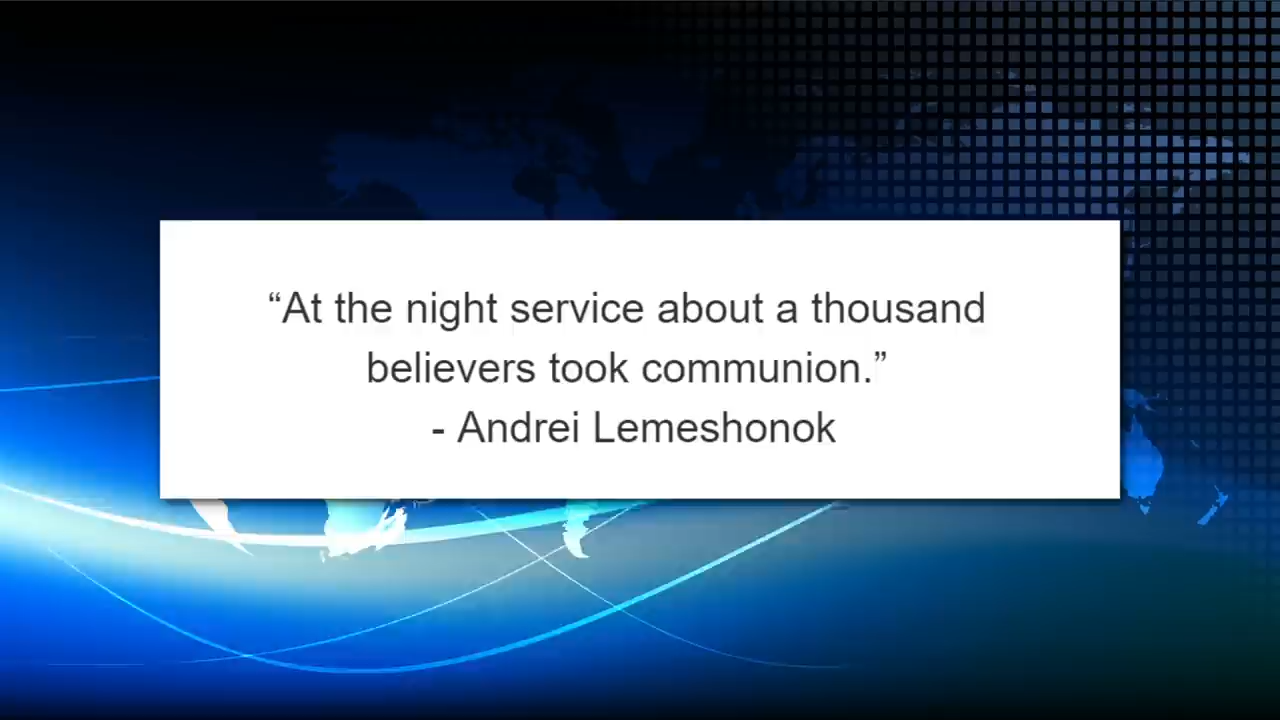 “At the night service about a thousand
believers took communion.”
- Andrei Lemeshonok